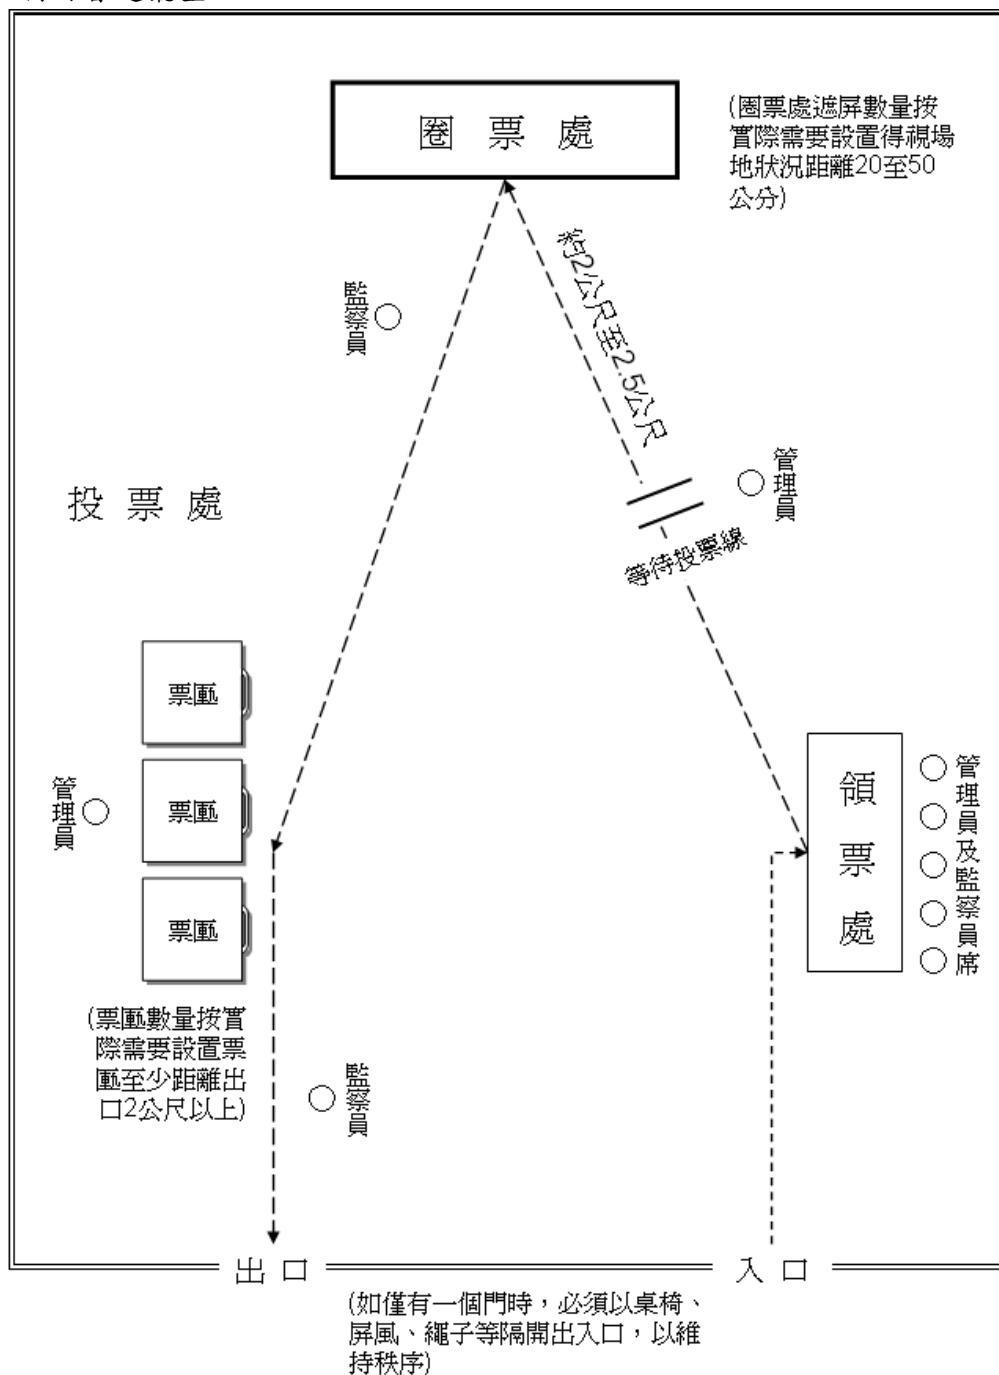 圈票處
(圈票處遮屏數量按
實際需要設置得視場
地狀況距離20至50
公分)
監察員
約2公尺至2.5公尺
管理員
投票處
等待投票線
票匭
票匭
票匭
管理員
領票處
管理員及監察員席
(票匭數量按實
際需要設置票
匭至少距離出
口2公尺以上)
監察員
出口
入口
(如僅有一個門時，必須以桌椅、
屏風、繩子等隔開出入口，以維
持秩序)